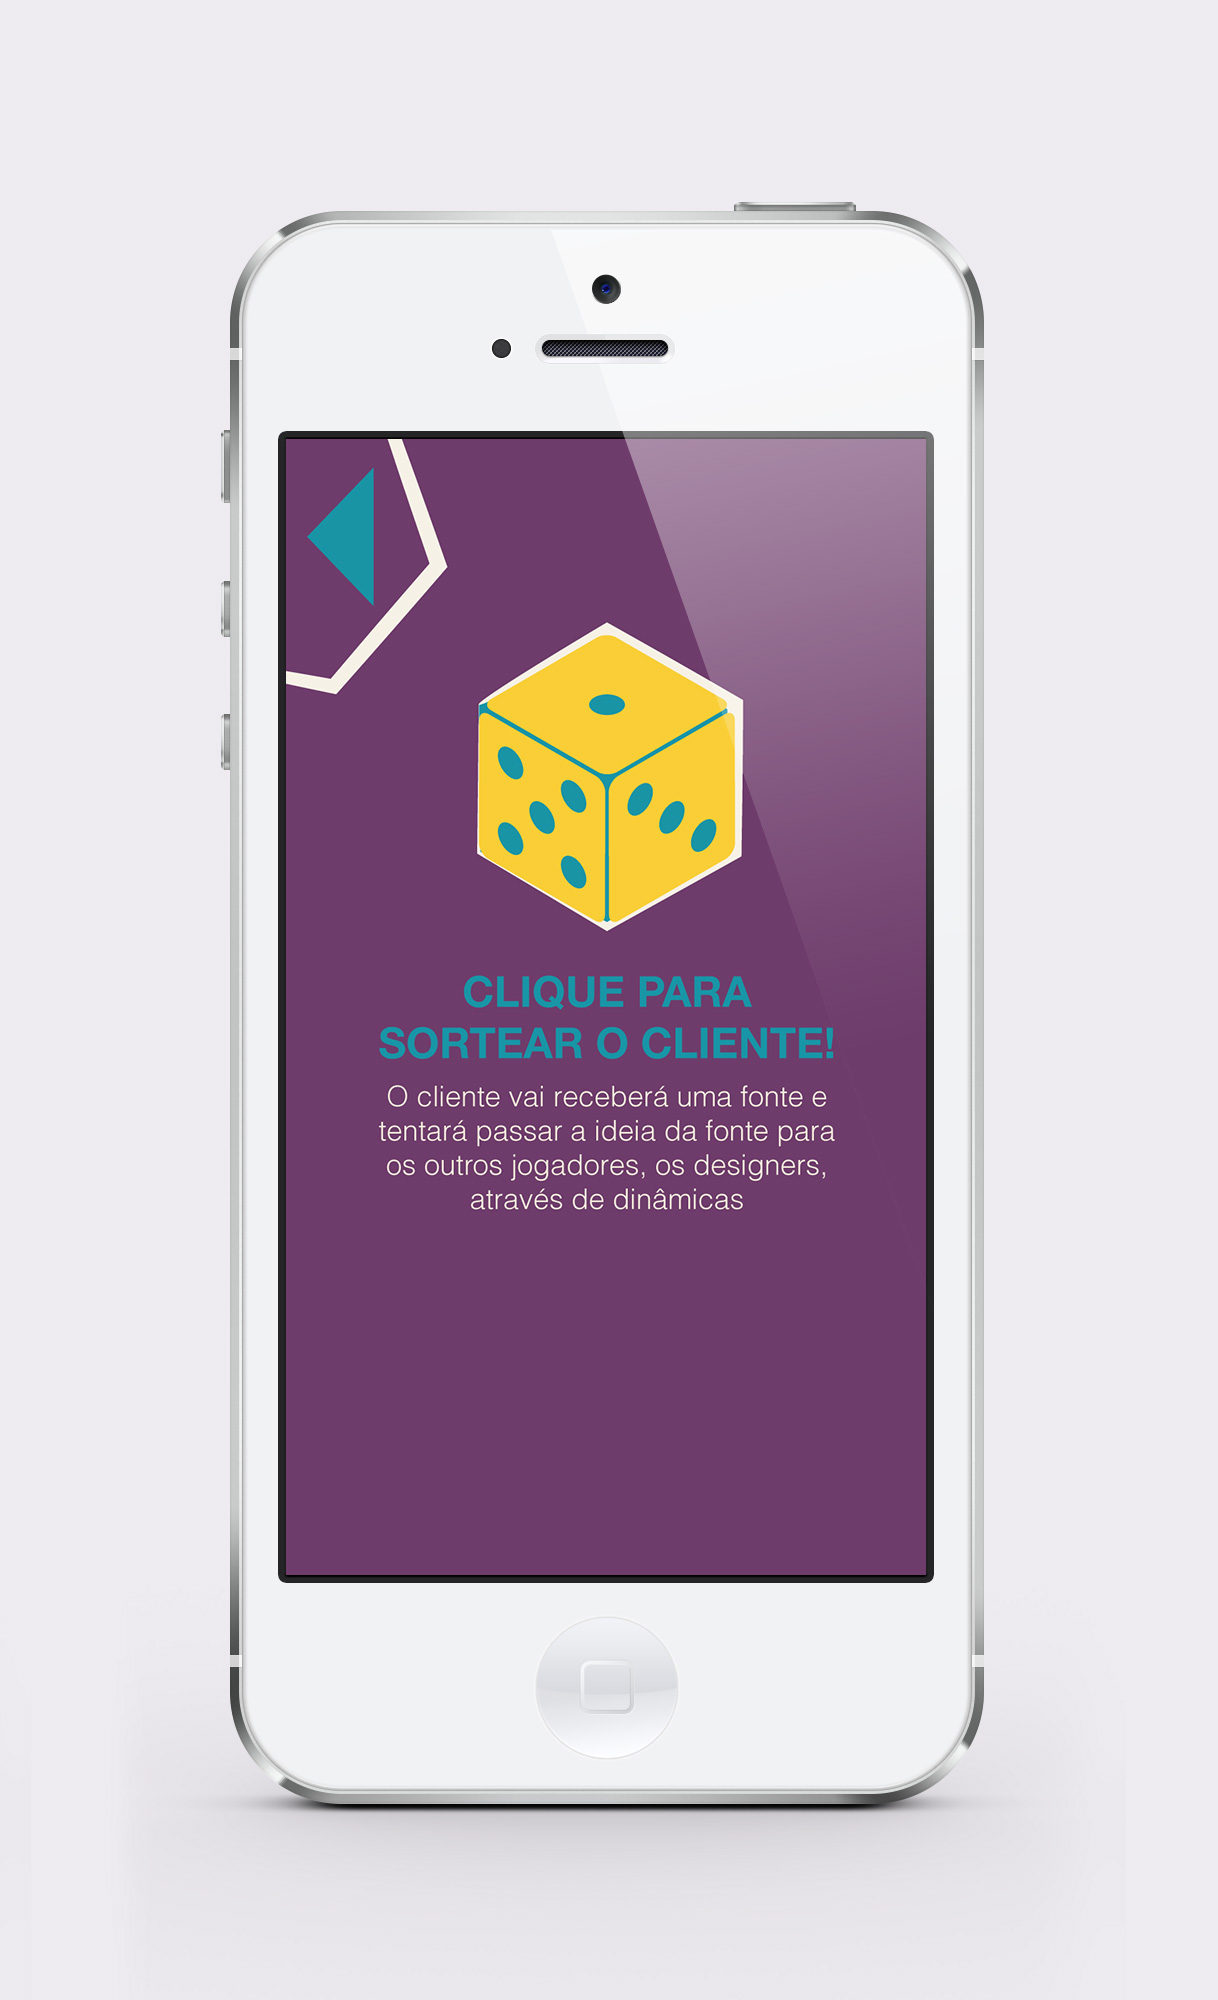 CLIQUE PARA
SORTEAR O CLIENTE!
O cliente vai receberá uma fonte e
tentará passar a ideia da fonte para
os outros jogadores, os designers,
através de dinâmicas